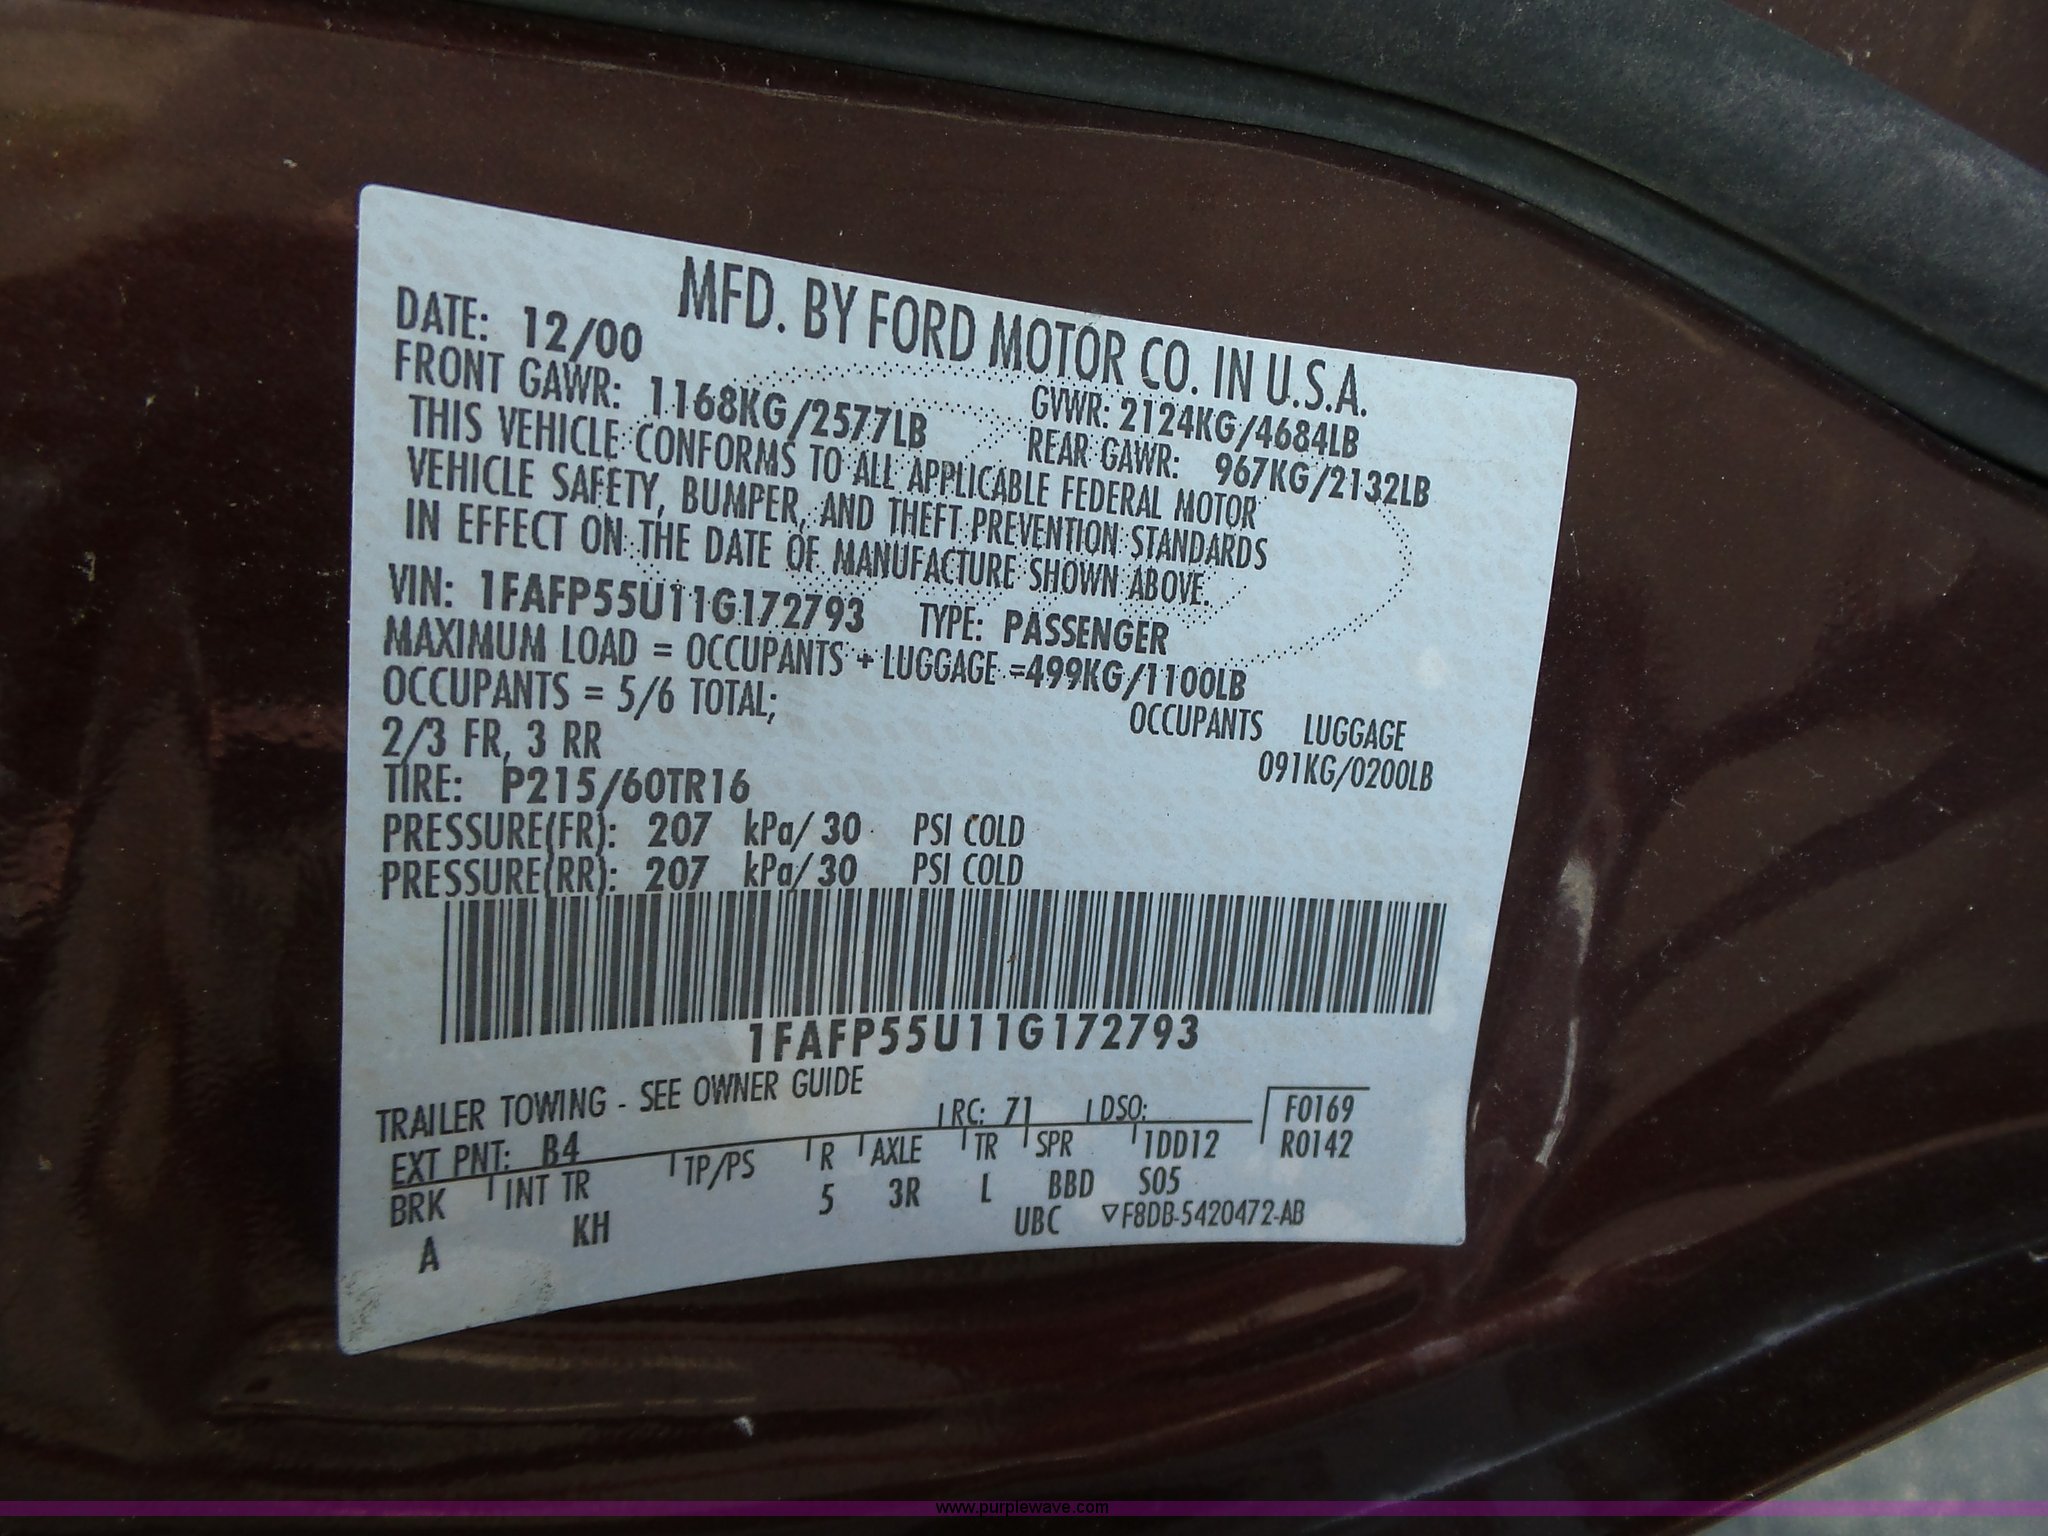 MFD. BY FORD MOTOR CO. IN U.S.A.
DATE: 12/00 GVWR: 2124KG/4684LB
FRONT GAWR: 1168KG/2577LB REAR GAWR: 967KG/2132LB
THIS VEHICLE CONFORMS TO ALL APPLICABLE FEDERAL MOTOR
VEHICLE SAFETY, BUMPER, AND THEFT PREVENTION STANDARDS
IN EFFECT ON THE DATE OF MANUFACTURE SHOWN ABOVE.
VIN: 1FAFP55U11G172793 TYPE: PASSENGER
MAXIMUM LOAD = OCCUPANTS + LUGGAGE =499KG/1100LB
OCCUPANTS = 5/6 TOTAL; OCCUPANTS LUGGAGE
2/3 FR, 3 RR 091KG/0200LB
TIRE: P215/60TR16
PRESSURE(FR): 207 kPa/ 30 PSI COLD
PRESSURE(RR): 207 kPa/ 30 PSI COLD
1FAFP55U11G172793
TRAILER TOWING - SEE OWNER GUIDE
EXT PNT: B4 RC: 71 DSO: F0169
BRK INT TR TP/PS R AXLE TR SPR 1DD12 R0142
A KH 5 3R L BBD S05
UBC ▽F8DB-5420472-AB
www.purplewave.com